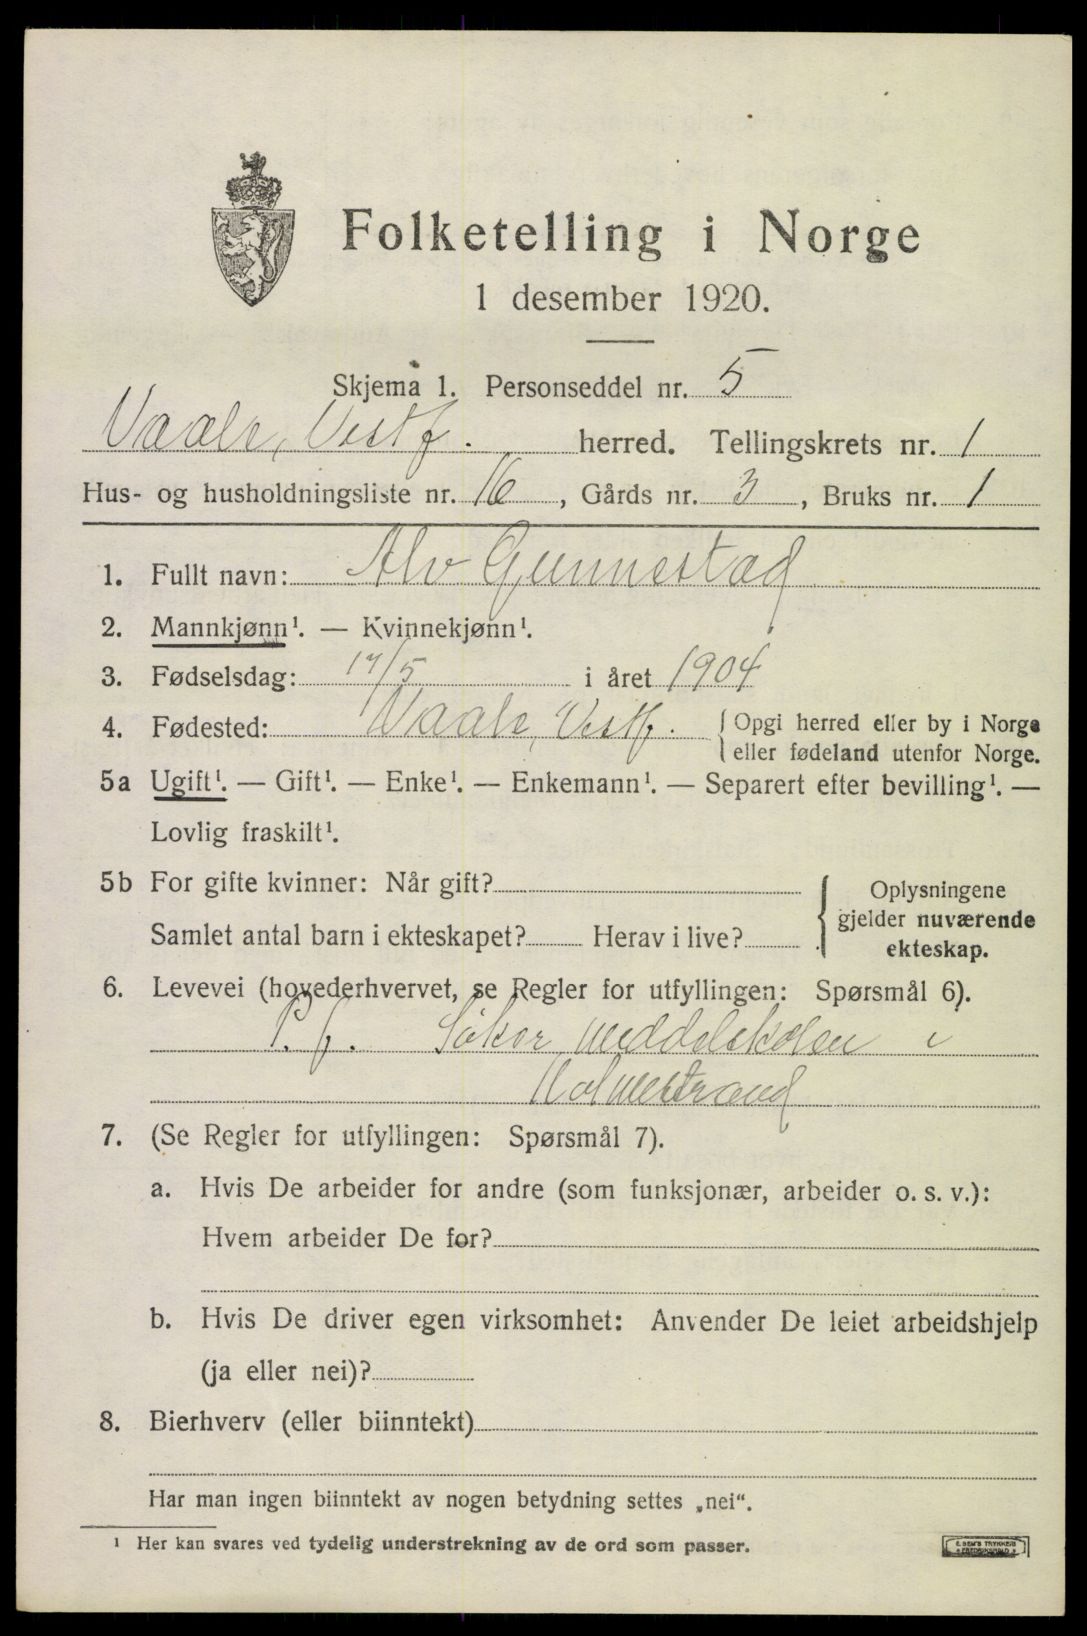 Folketelling i Norge
1 desember 1920.
Skjema 1. Personseddel nr. 5
Vaale, Vestf. herred. Tellingskrets nr. 1
Hus- og husholdningsliste nr. 16, Gårds nr. 3, Bruks nr. 1
1. Fullt navn: Alv Gunnestad
2. Mannkjønn¹. — Kvinnekjønn¹.
3. Fødselsdag: 17/5 i året 1904
4. Fødested: Vaale, Vestf. { Opgi herred eller by i Norge
eller fødeland utenfor Norge.
5a Ugift¹. — Gift¹. — Enke¹. — Enkemann¹. — Separert efter bevilling¹. —
Lovlig fraskilt¹.
5b For gifte kvinner: Når gift?
Samlet antal barn i ekteskapet? Herav i live?
Oplysningene
gjelder nuværende
ekteskap.
6. Levevei (hovederhvervet, se Regler for utfyllingen: Spørsmål 6).
P. f. Søker middelskolen i
Holmestrand
7. (Se Regler for utfyllingen: Spørsmål 7).
a. Hvis De arbeider for andre (som funksjonær, arbeider o. s. v.):
Hvem arbeider De for?
b. Hvis De driver egen virksomhet: Anvender De leiet arbeidshjelp
(ja eller nei)?
8. Bierhverv (eller biinntekt)
Har man ingen biinntekt av nogen betydning settes „nei“.
¹ Her kan svares ved tydelig understrekning av de ord som passer.
E. SEM'S TRYKKERI
FREDRIKSHALD